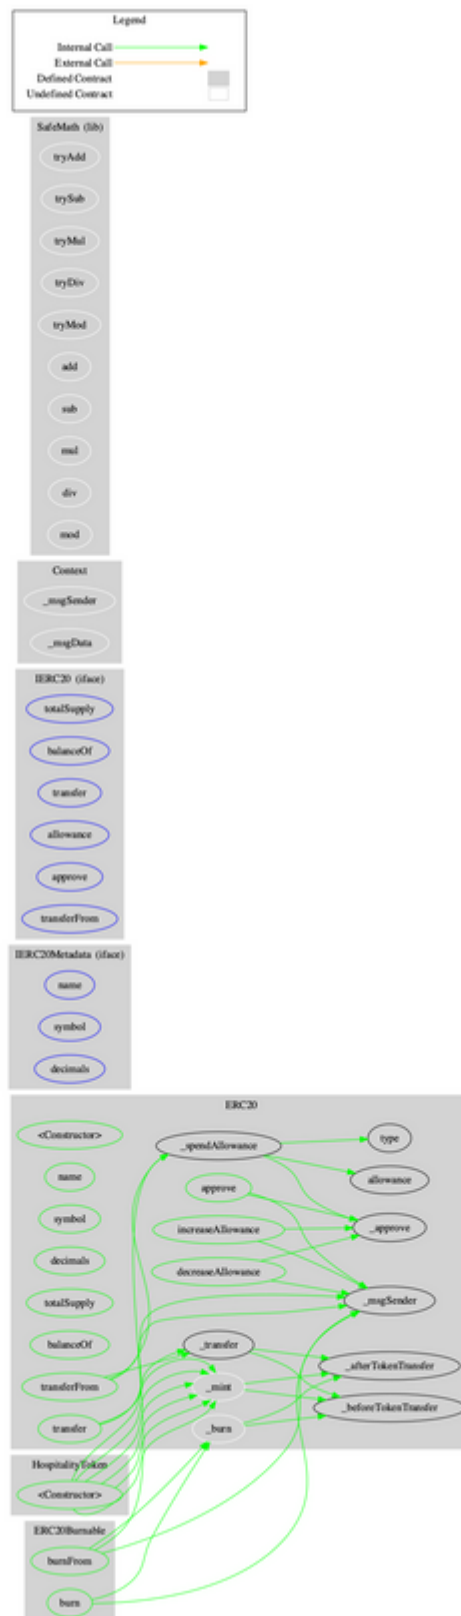 Legend
Internal Call
External Call
Defined Contract
Undefined Contract
SafeMath (lib)
tryAdd
trySub
tryMul
tryDiv
tryMod
add
sub
mul
div
mod
Context
_msgSender
_msgData
IERC20 (iface)
totalSupply
balanceOf
transfer
allowance
approve
transferFrom
IERC20Metadata (iface)
name
symbol
decimals
ERC20
<Constructor>
name
symbol
decimals
totalSupply
balanceOf
transferFrom
transfer
_spendAllowance
approve
increaseAllowance
decreaseAllowance
_transfer
_mint
_burn
type
allowance
_approve
_msgSender
_afterTokenTransfer
_beforeTokenTransfer
HospitalityToken
<Constructor>
ERC20Burnable
burnFrom
burn